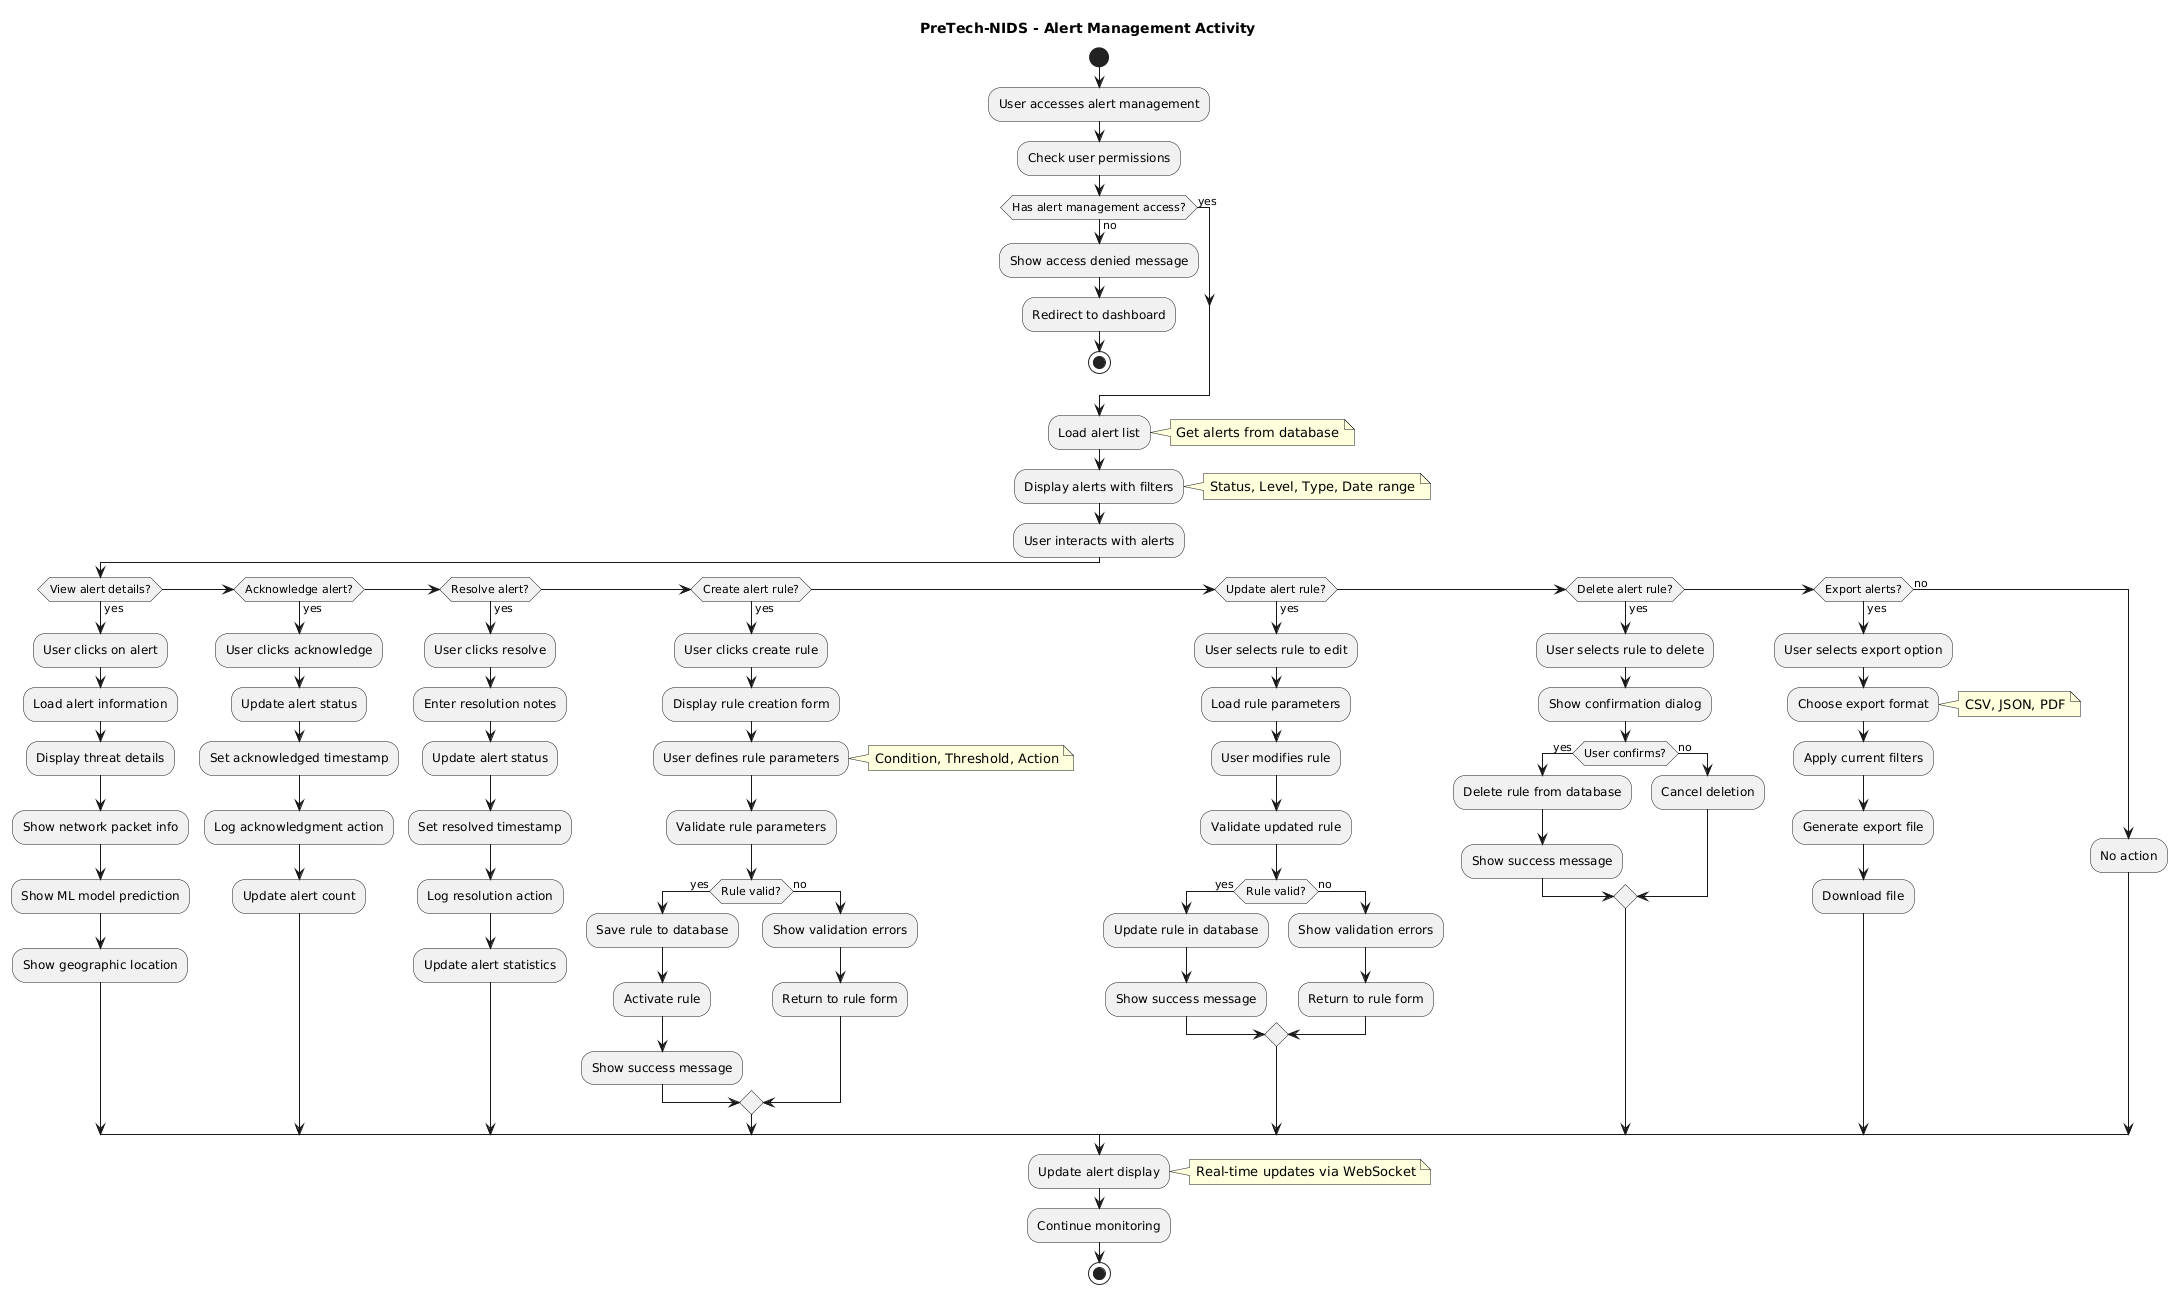 PreTech-NIDS - Alert Management Activity
User accesses alert management
Check user permissions
Has alert management access?
yes
no
Show access denied message
Redirect to dashboard
Load alert list
Get alerts from database
Display alerts with filters
Status, Level, Type, Date range
User interacts with alerts
View alert details?
yes
User clicks on alert
Load alert information
Display threat details
Show network packet info
Show ML model prediction
Show geographic location
Acknowledge alert?
yes
User clicks acknowledge
Update alert status
Set acknowledged timestamp
Log acknowledgment action
Update alert count
Resolve alert?
yes
User clicks resolve
Enter resolution notes
Update alert status
Set resolved timestamp
Log resolution action
Update alert statistics
Create alert rule?
yes
User clicks create rule
Display rule creation form
User defines rule parameters
Condition, Threshold, Action
Validate rule parameters
Rule valid?
yes
no
Save rule to database
Activate rule
Show success message
Show validation errors
Return to rule form
Update alert rule?
yes
User selects rule to edit
Load rule parameters
User modifies rule
Validate updated rule
Rule valid?
yes
no
Update rule in database
Show success message
Show validation errors
Return to rule form
Delete alert rule?
yes
User selects rule to delete
Show confirmation dialog
User confirms?
yes
no
Delete rule from database
Show success message
Cancel deletion
Export alerts?
yes
no
User selects export option
Choose export format
CSV, JSON, PDF
Apply current filters
Generate export file
Download file
No action
Update alert display
Real-time updates via WebSocket
Continue monitoring